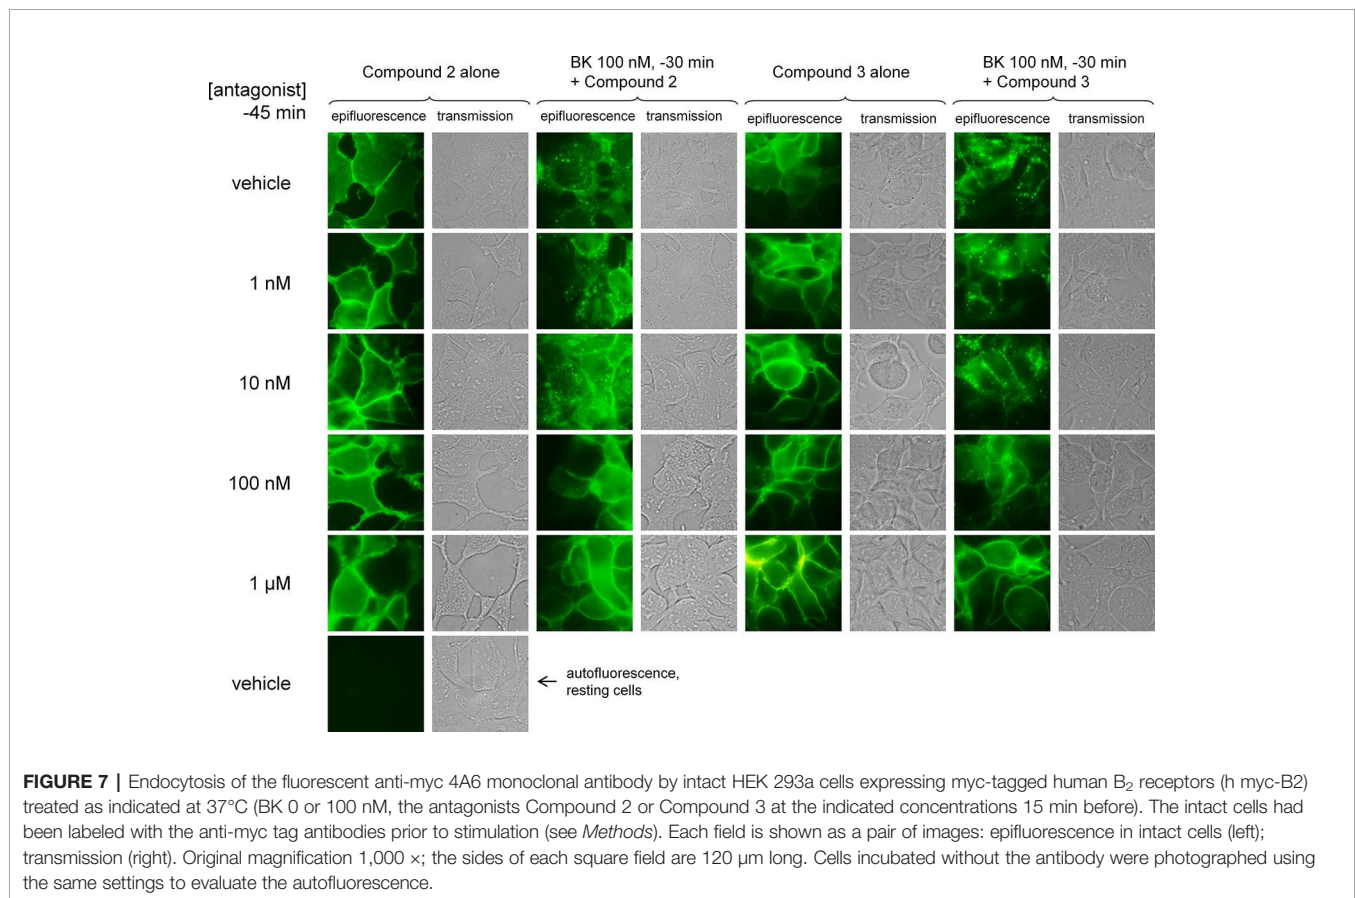 [antagonist]
-45 min
Compound 2 alone
BK 100 nM, -30 min
+ Compound 2
Compound 3 alone
BK 100 nM, -30 min
+ Compound 3
epifluorescence transmission
epifluorescence transmission
epifluorescence transmission
epifluorescence transmission
vehicle
1 nM
10 nM
100 nM
1 µM
vehicle
autofluorescence,
resting cells
FIGURE 7 | Endocytosis of the fluorescent anti-myc 4A6 monoclonal antibody by intact HEK 293a cells expressing myc-tagged human B₂ receptors (h myc-B2)
treated as indicated at 37°C (BK 0 or 100 nM, the antagonists Compound 2 or Compound 3 at the indicated concentrations 15 min before). The intact cells had
been labeled with the anti-myc tag antibodies prior to stimulation (see Methods). Each field is shown as a pair of images: epifluorescence in intact cells (left);
transmission (right). Original magnification 1,000 ×; the sides of each square field are 120 µm long. Cells incubated without the antibody were photographed using
the same settings to evaluate the autofluorescence.